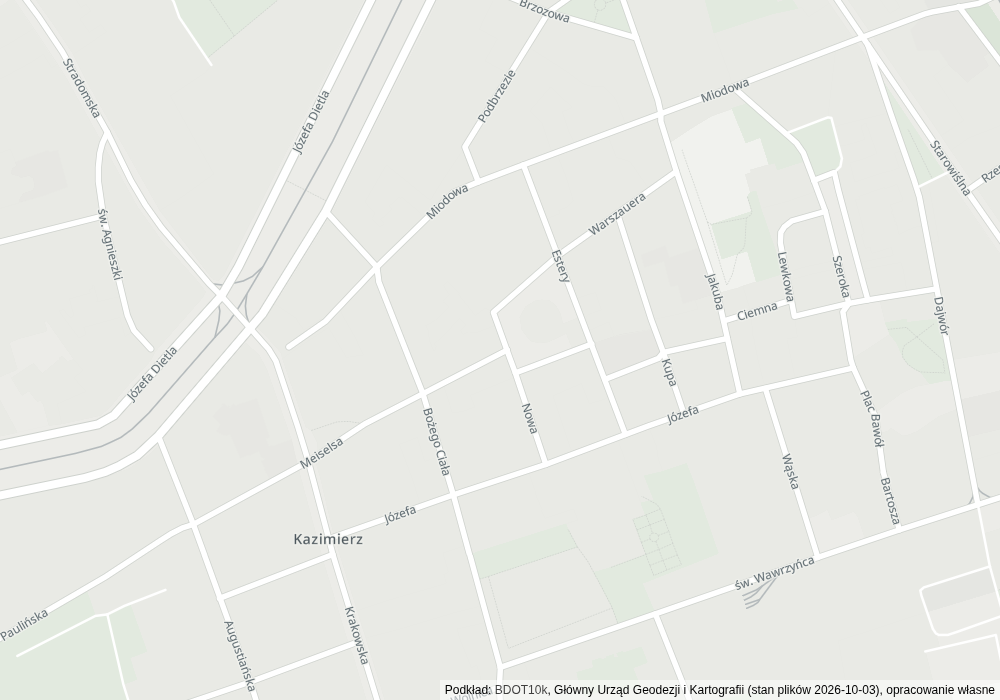 Brzozowa
Stradomska
Józefa Dietla
Podbrzezie
Miodowa
Starowiślna
Miodowa
św. Agnieszki
Warszauera
Estery
Jakuba
Lewkowa
Szeroka
Ciemna
Dajwór
Józefa Dietla
Kupa
Nowa
Józefa
Plac Bawół
Bożego Ciała
Meiselsa
Wąska
Bartosza
Józefa
Kazimierz
św. Wawrzyńca
Paulińska
Augustiańska
Krakowska
Podkład: BDOT10k, Główny Urząd Geodezji i Kartografii (stan plików 2026-10-03), opracowanie własne